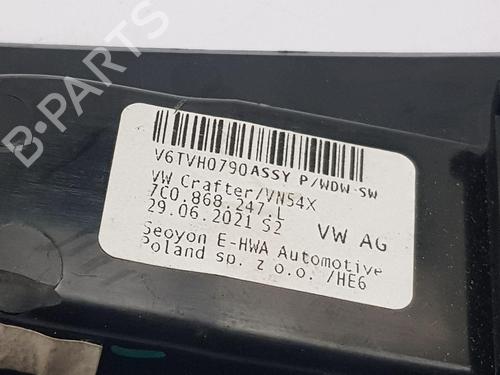 B-PARTS
V6TVH0790ASSY P/WDW SW
VW Crafter/VN54X
7C0.868.247.L
29.06.2021 S2 VW AG
Seoyon E-HWA Automotive
Poland sp. z o.o. /HE6